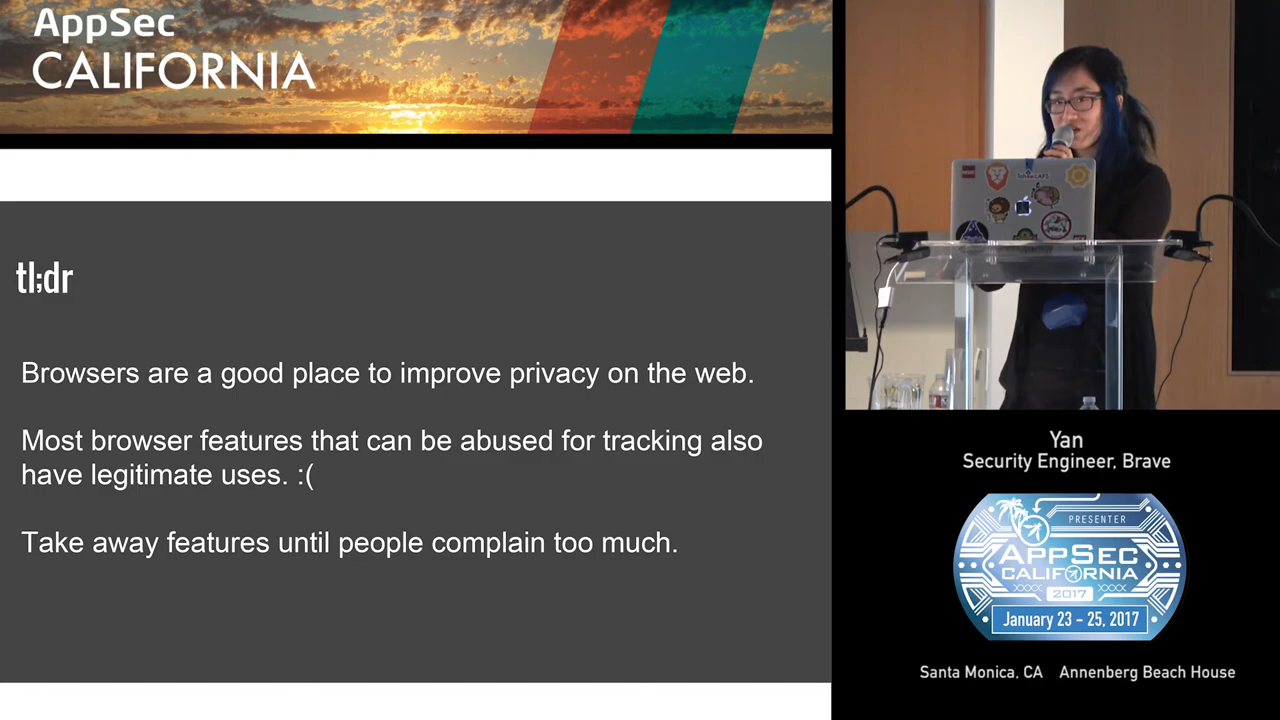 AppSec
CALIFORNIA
tl;dr
Browsers are a good place to improve privacy on the web.
Most browser features that can be abused for tracking also
have legitimate uses. :(
Take away features until people complain too much.
Yan
Security Engineer, Brave
PRESENTER
APPSEC
CALIFORNIA
2017
January 23 – 25, 2017
Santa Monica, CA Annenberg Beach House